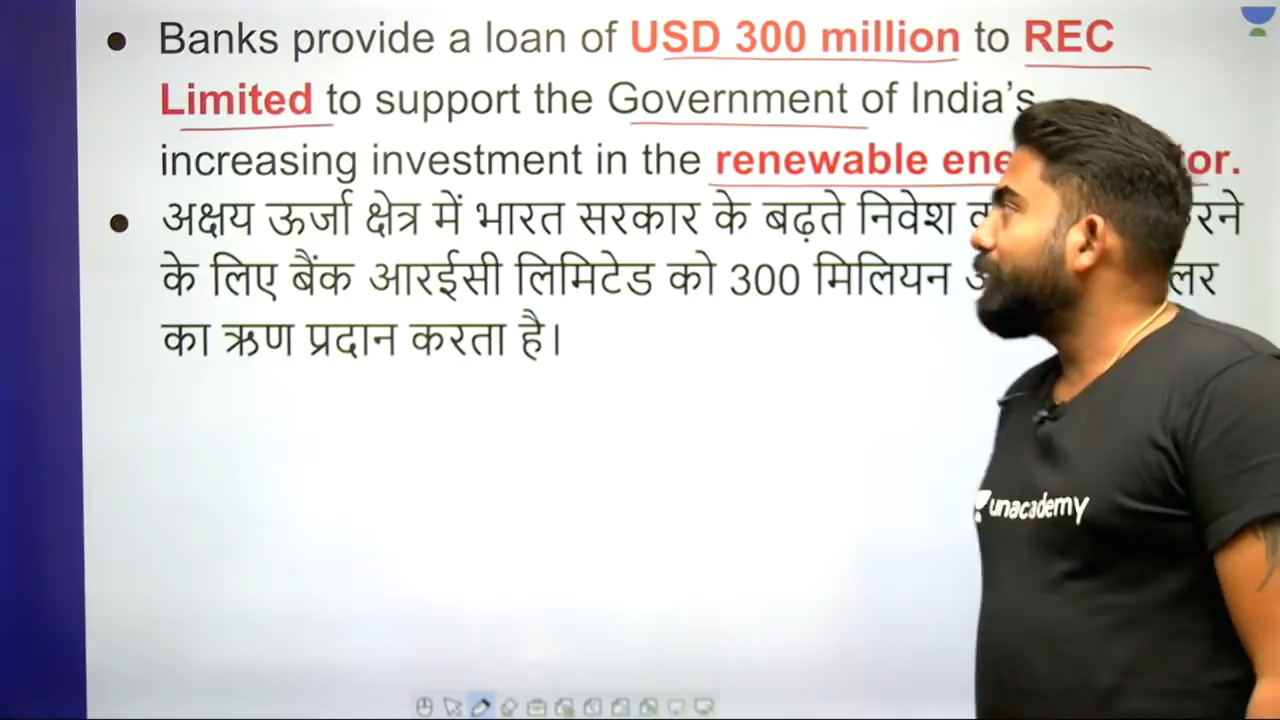 Banks provide a loan of USD 300 million to REC
Limited to support the Government of India's
increasing investment in the renewable
अक्षय ऊर्जा क्षेत्र में भारत सरकार के बढ़ते निवेश
के लिए बैंक आरईसी लिमिटेड को 300 मिलियन
का ऋण प्रदान करता है।
unacademy